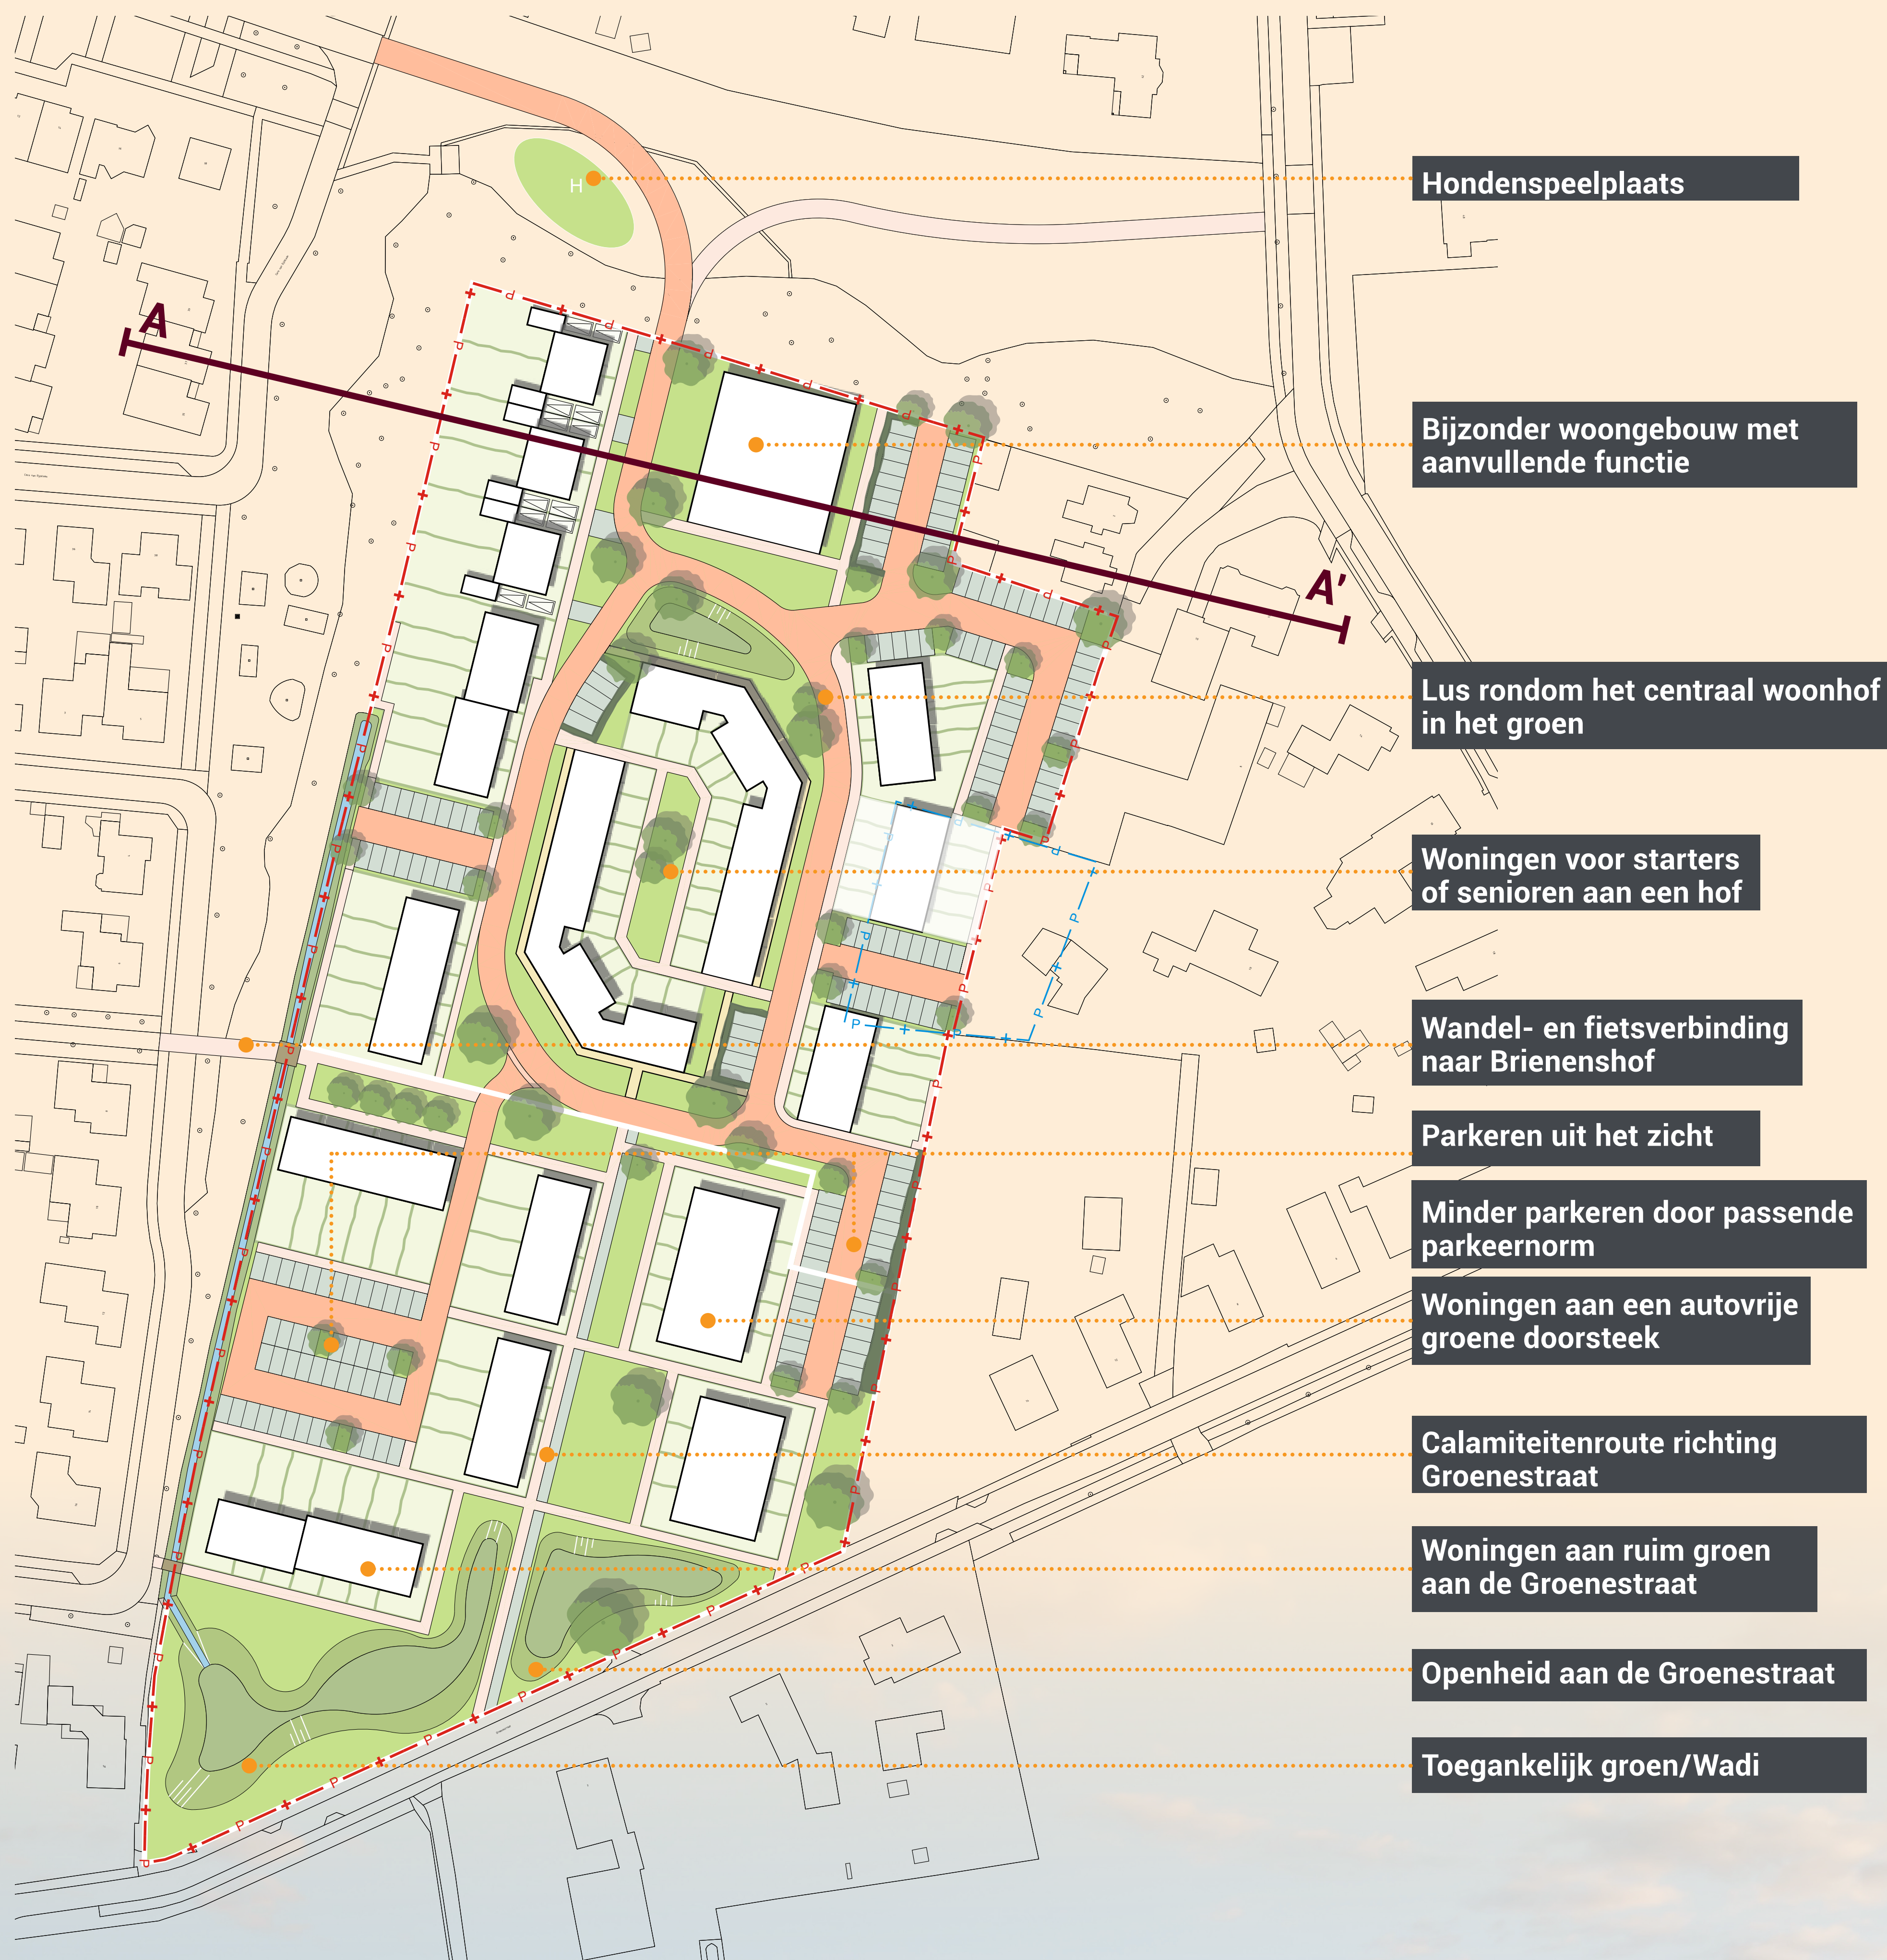 Hondenspeelplaats
H
A
Bijzonder woongebouw met
aanvullende functie
A'
Lus rondom het centraal woonhof
in het groen
Woningen voor starters
of senioren aan een hof
Wandel- en fietsverbinding
naar Brienenshof
Parkeren uit het zicht
Minder parkeren door passende
parkeernorm
Woningen aan een autovrije
groene doorsteek
Calamiteitenroute richting
Groenestraat
Woningen aan ruim groen
aan de Groenestraat
Openheid aan de Groenestraat
Toegankelijk groen/Wadi